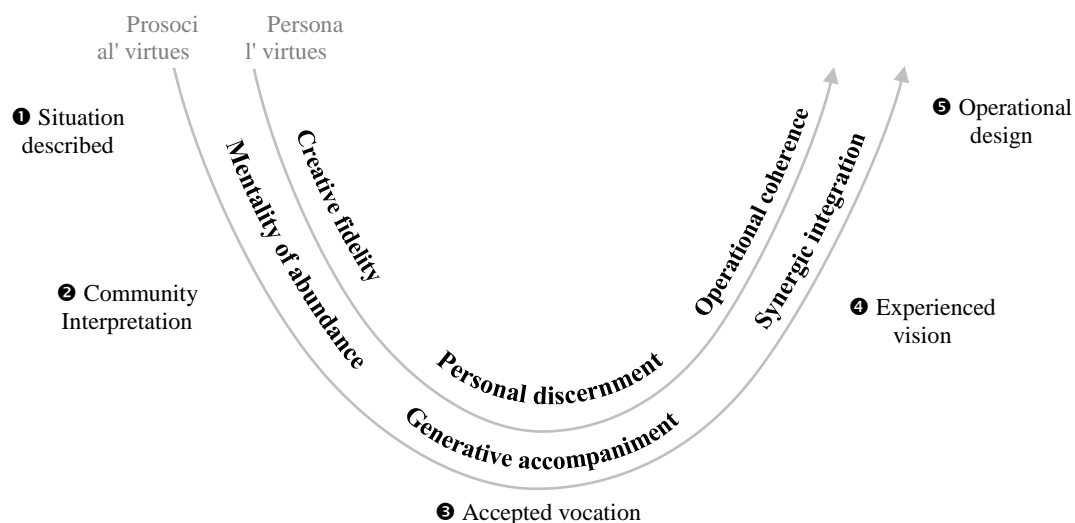 Prosoci
al' virtues
Persona
l' virtues
❶ Situation
described
❷ Community
Interpretation
❸ Accepted vocation
❹ Experienced
vision
❺ Operational
design
Mentality of abundance
Creative fidelity
Personal discernment
Generative accompaniment
Operational coherence
Synergic integration